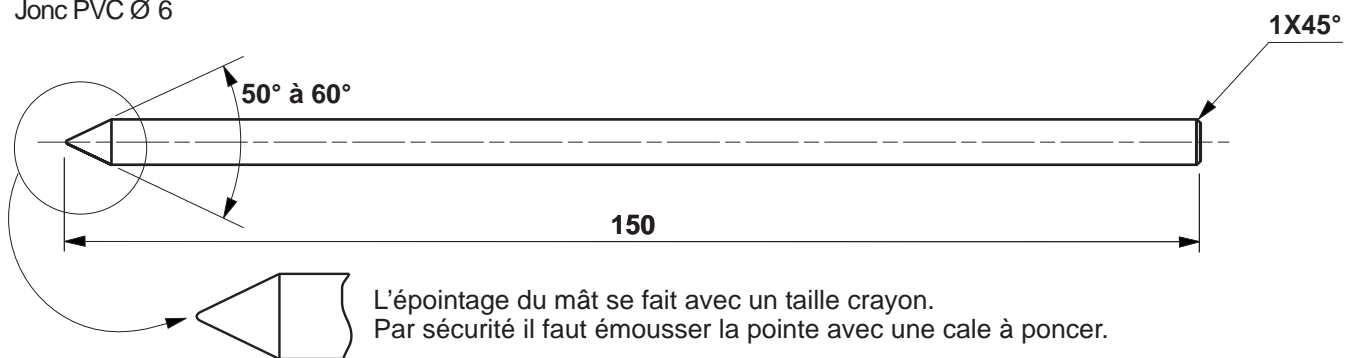 Jonc PVC Ø 6
1X45°
50° à 60°
150
L'épointage du mât se fait avec un taille crayon.
Par sécurité il faut émousser la pointe avec une cale à poncer.